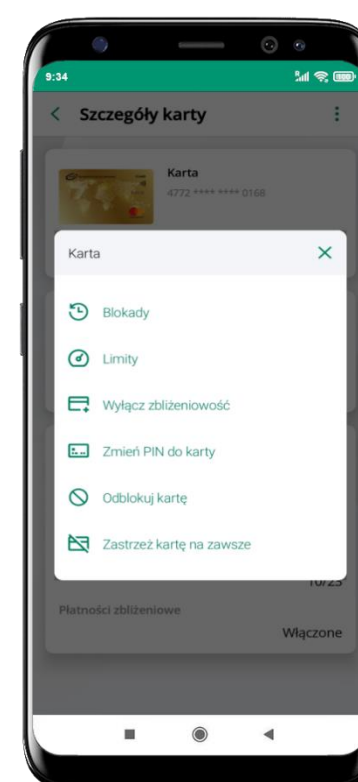 9:34
Szczegóły karty
Karta
4772 **** **** 0168
Karta
Blokady
Limity
Wyłącz zbliżeniowość
Zmień PIN do karty
Odblokuj kartę
Zastrzeż kartę na zawsze
10/25
Płatności zbliżeniowe
Włączone